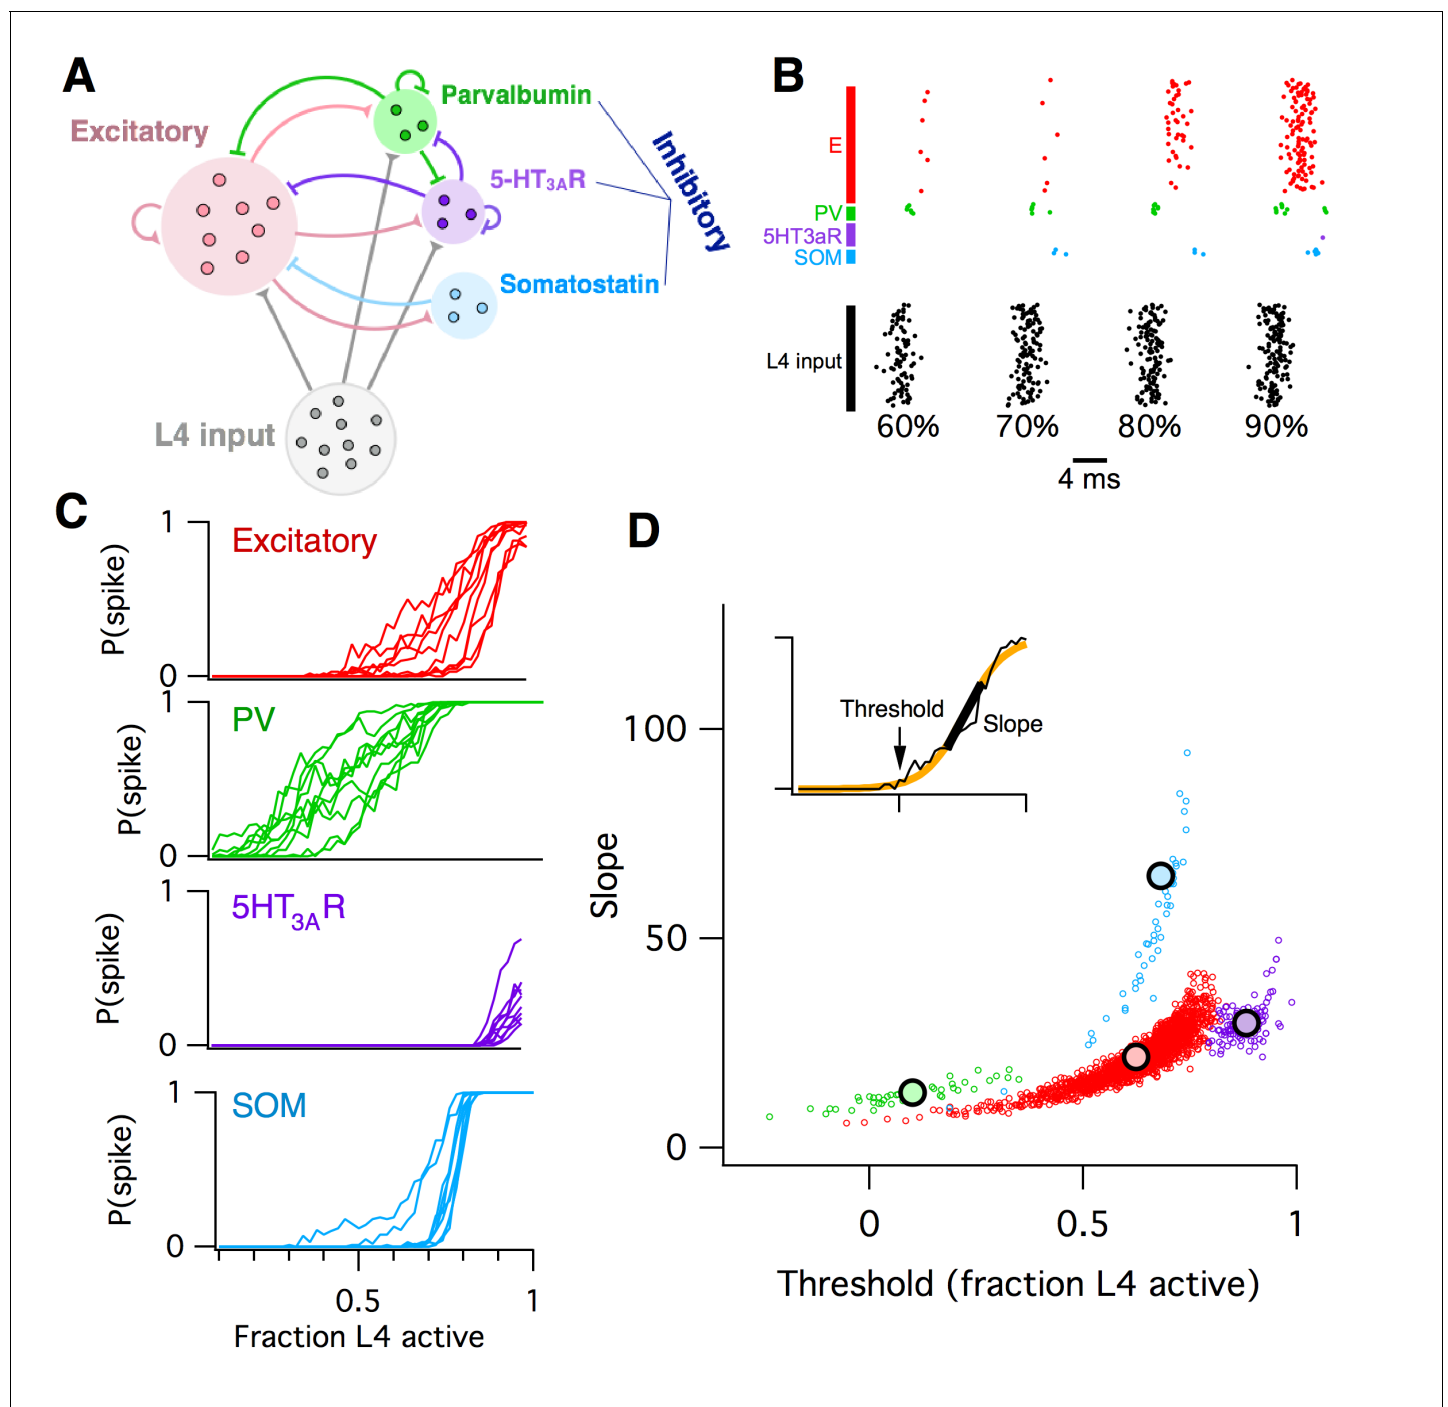 A
Excitatory
Parvalbumin
5-HT3AR
Somatostatin
Inhibitory
L4 input
B
E
PV
5HT3aR
SOM
L4 input
60% 70% 80% 90%
4 ms
C
1
Excitatory
P(spike)
0
1
PV
P(spike)
0
1
5HT3AR
P(spike)
0
1
SOM
P(spike)
0
0.5 1
Fraction L4 active
D
Threshold
Slope
100
50
0
Slope
0 0.5 1
Threshold (fraction L4 active)